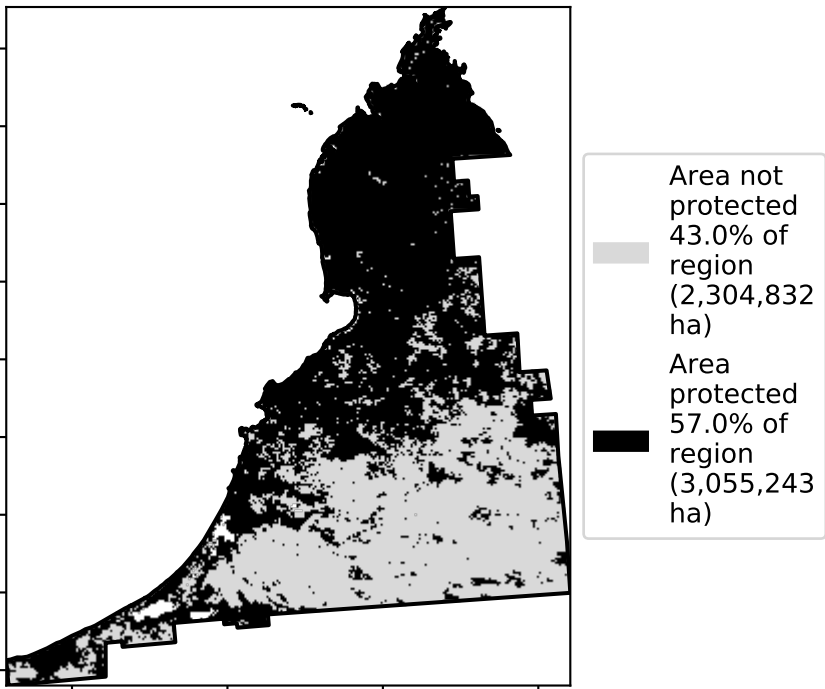 Area not
protected
43.0% of
region
(2,304,832
ha)
Area
protected
57.0% of
region
(3,055,243
ha)